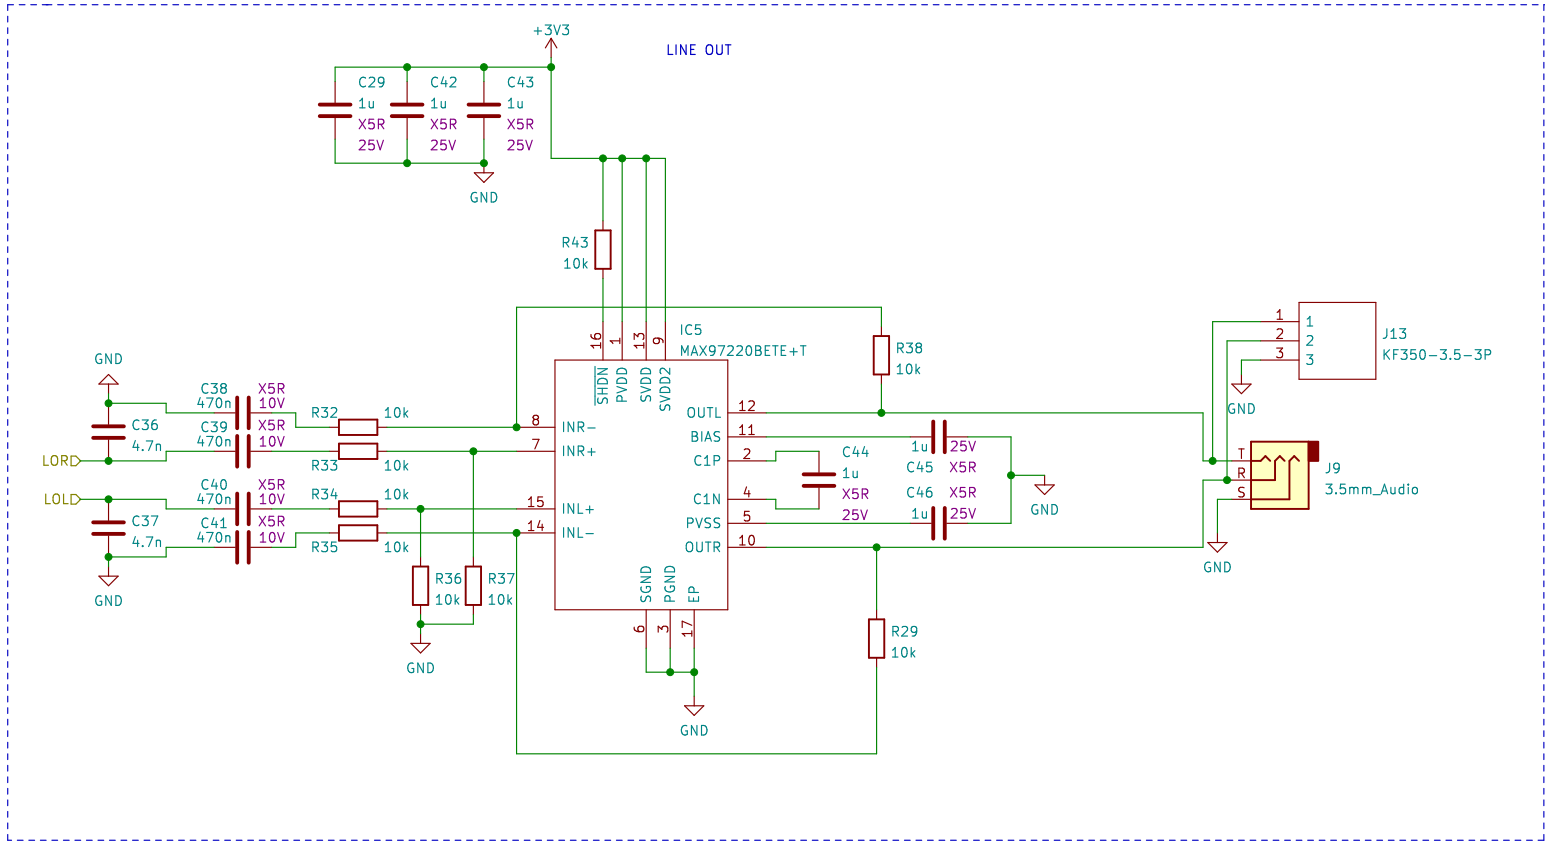 +3V3
LINE OUT
C29
1u
X5R
25V
C42
1u
X5R
25V
C43
1u
X5R
25V
GND
R43
10k
IC5
MAX97220BETE+T
16
1
13
9
SHDN
PVDD
SVDD
SVDD2
R38
10k
1
2
3
1
2
3
J13
KF350-3.5-3P
GND
GND
C36
4.7n
LOR
C38
470n
X5R
10V
C39
470n
X5R
10V
R32
10k
R33
10k
8
INR-
7
INR+
LOL
C37
4.7n
GND
C40
470n
X5R
10V
C41
470n
X5R
10V
R34
10k
R35
10k
15
INL+
14
INL-
R36
10k
R37
10k
GND
OUTL
12
BIAS
11
C1P
2
C1N
4
PVSS
5
OUTR
10
C44
1u
X5R
25V
1u
25V
C45
X5R
C46
X5R
1u
25V
GND
T
R
S
J9
3.5mm_Audio
GND
SGND
PGND
EP
6
3
17
GND
R29
10k